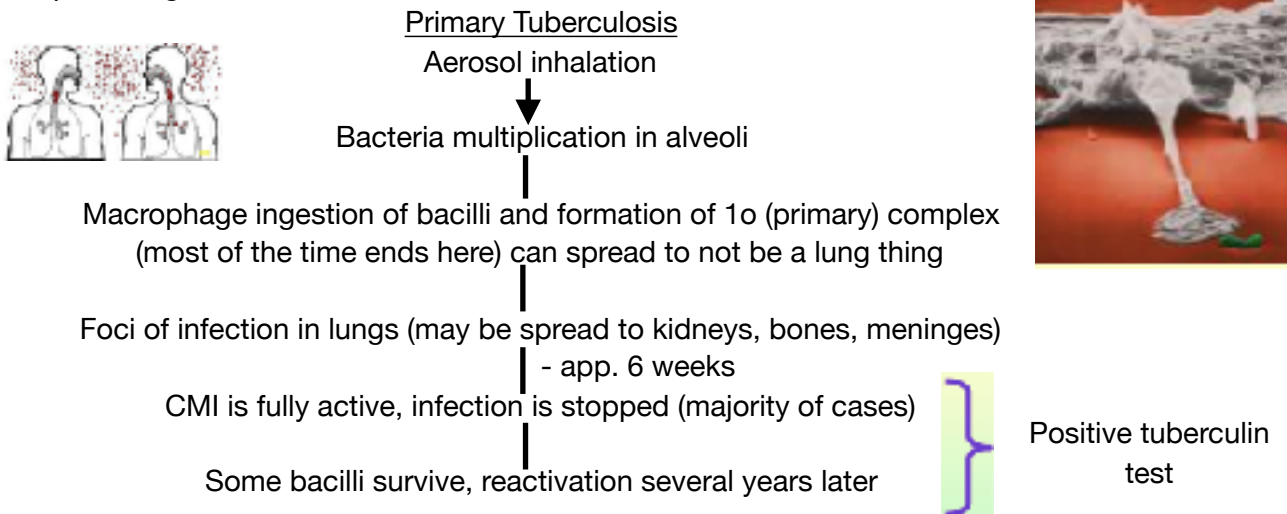 Primary Tuberculosis
Aerosol inhalation
Bacteria multiplication in alveoli
Macrophage ingestion of bacilli and formation of 1o (primary) complex
(most of the time ends here) can spread to not be a lung thing
Foci of infection in lungs (may be spread to kidneys, bones, meninges)
- app. 6 weeks
CMI is fully active, infection is stopped (majority of cases)
Some bacilli survive, reactivation several years later
Positive tuberculin
test